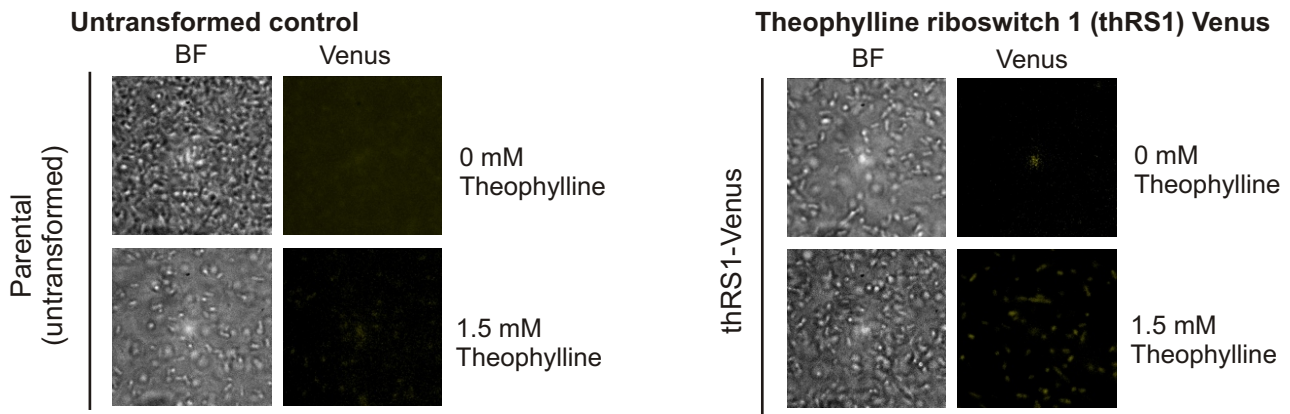 Untransformed control
BF
Venus
Parental
(untransformed)
0 mM
Theophylline
1.5 mM
Theophylline
Theophylline riboswitch 1 (thRS1) Venus
BF
Venus
thRS1-Venus
0 mM
Theophylline
1.5 mM
Theophylline